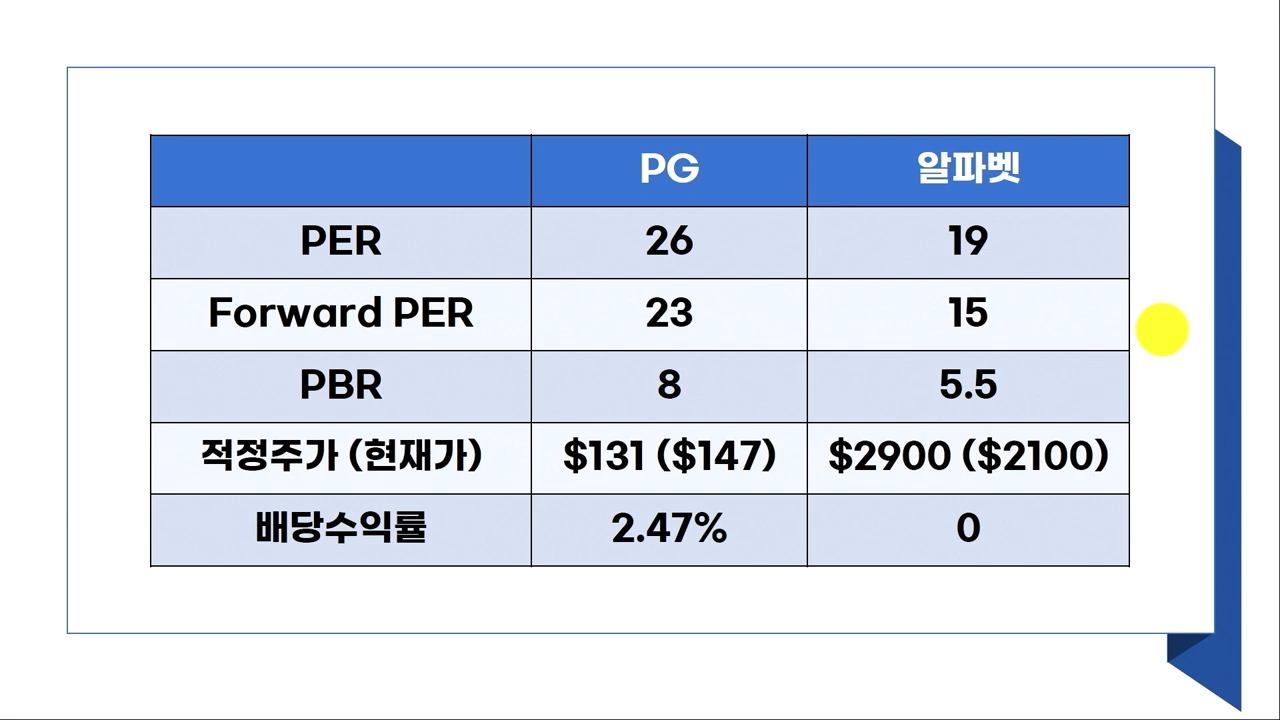 PG 알파벳
PER 26 19
Forward PER 23 15
PBR 8 5.5
적정주가 (현재가) $131 ($147) $2900 ($2100)
배당수익률 2.47% 0